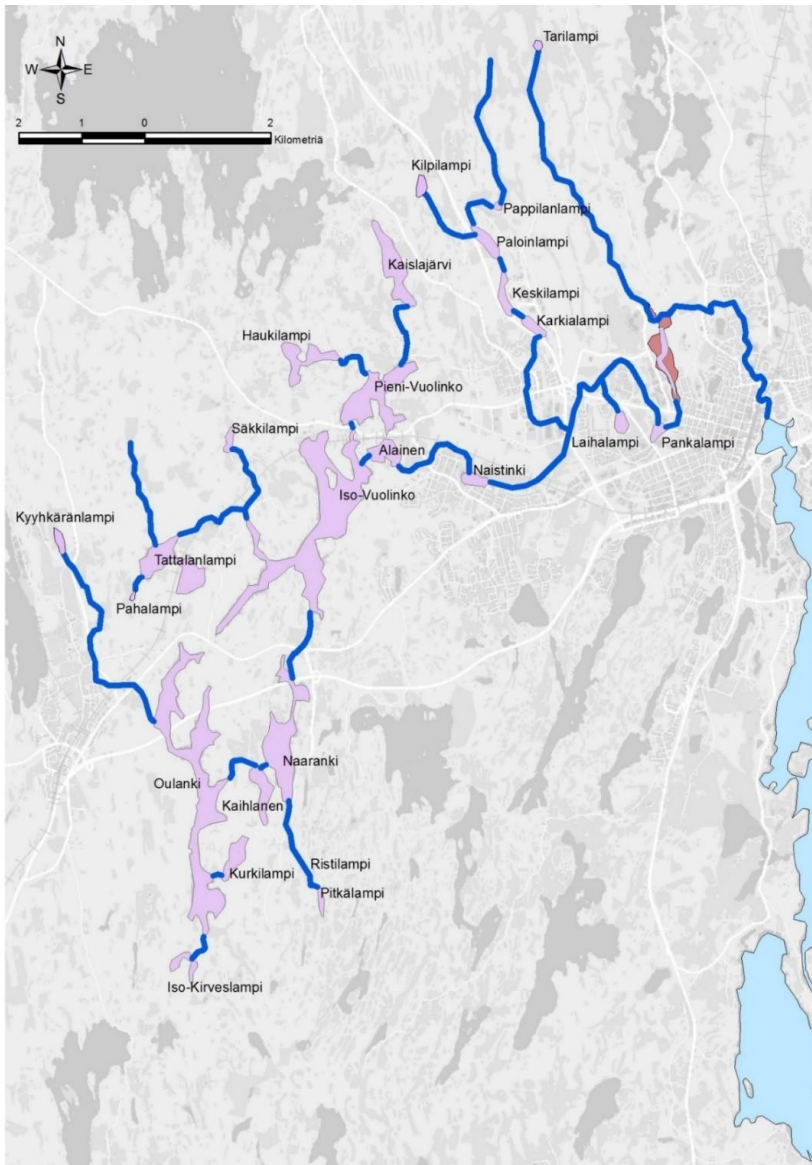 N
W E
S
2 1 0 2
Kilometriä
Tarilampi
Kilpilampi
Pappilanlampi
Paloinlampi
Kaislajärvi
Keskilampi
Karkialampi
Haukilampi
Pieni-Vuolinko
Säkkilampi
Alainen
Laihalampi
Pankalampi
Naistinki
Iso-Vuolinko
Kyyhkäränlampi
Tattalanlampi
Pahalampi
Naaranki
Oulanki
Kaihlanen
Ristilampi
Kurkilampi
Pitkälampi
Iso-Kirveslampi